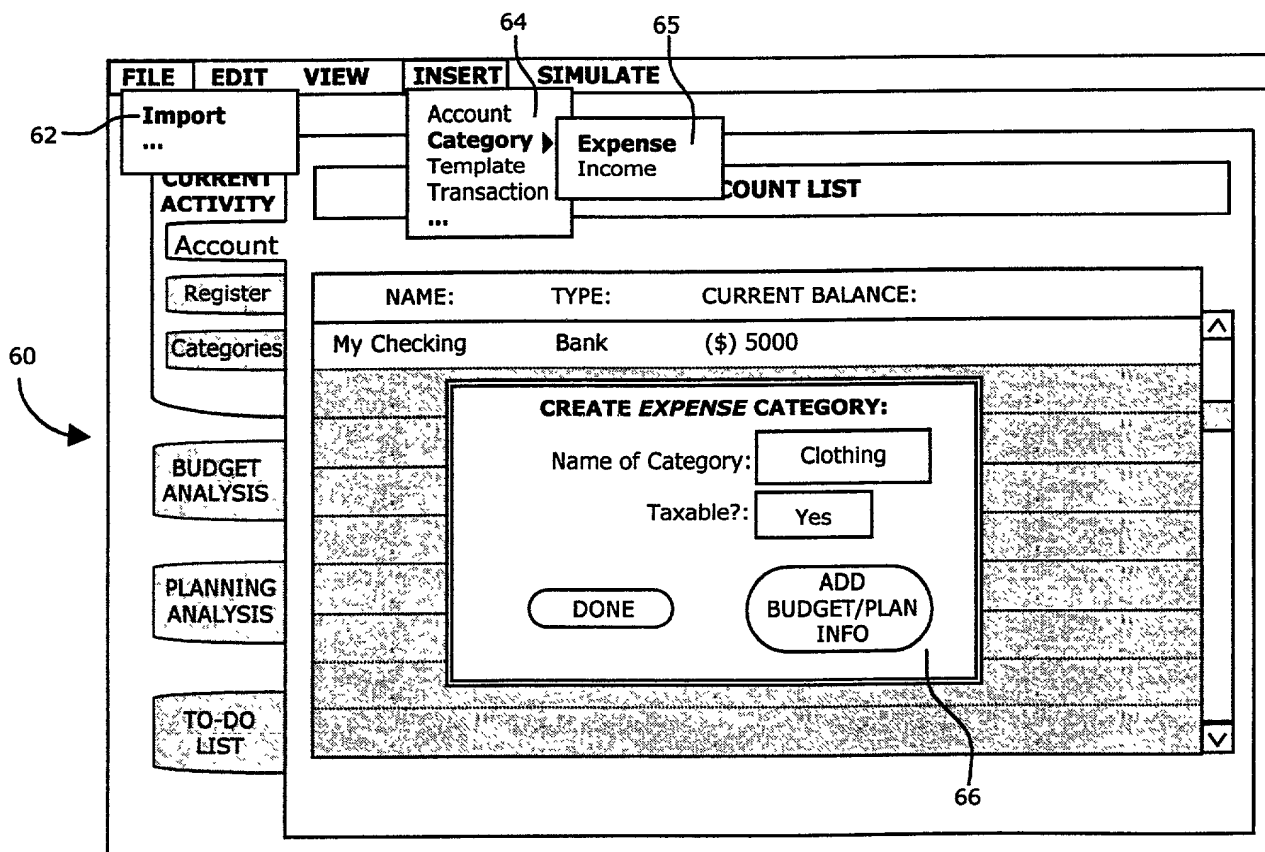 64
65
FILE EDIT VIEW INSERT SIMULATE
62
Import
...
Account
Category
Template
Transaction
...
Expense
Income
CURRENT
ACTIVITY
COUNT LIST
Account
Register
Categories
NAME: TYPE: CURRENT BALANCE:
My Checking Bank ($) 5000
60
CREATE EXPENSE CATEGORY:
Name of Category: Clothing
Taxable?: Yes
DONE
ADD
BUDGET/PLAN
INFO
BUDGET
ANALYSIS
PLANNING
ANALYSIS
TO-DO
LIST
66